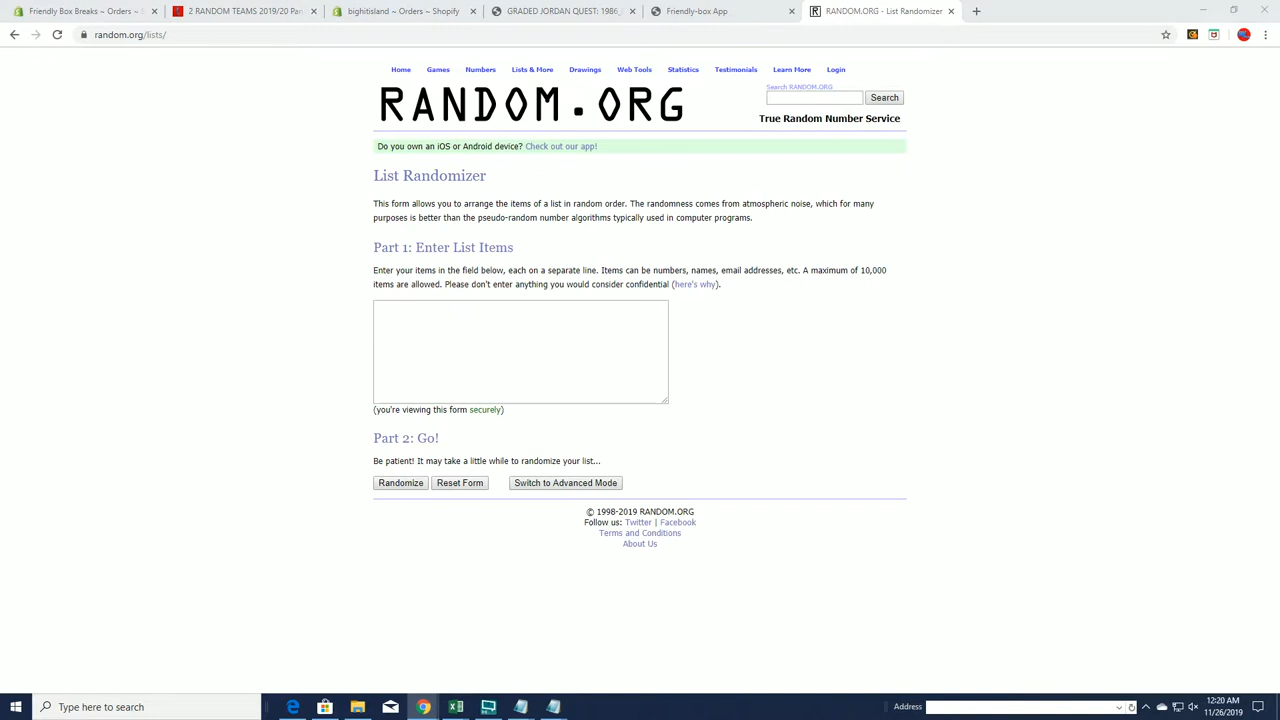 Friendly Box Breaks ~ Orders ~ S
2 RANDOM TEAMS 2019/20 Pan
bighitisland ~ Orders ~ Shopify
GRADED JORDAN QUEST: 1986_
Friendly-box App
RANDOM.ORG - List Randomizer
random.org/lists/
Home Games Numbers Lists & More Drawings Web Tools Statistics Testimonials Learn More Login
RANDOM.ORG
Search RANDOM.ORG
Search
True Random Number Service
Do you own an iOS or Android device? Check out our app!
List Randomizer
This form allows you to arrange the items of a list in random order. The randomness comes from atmospheric noise, which for many
purposes is better than the pseudo-random number algorithms typically used in computer programs.
Part 1: Enter List Items
Enter your items in the field below, each on a separate line. Items can be numbers, names, email addresses, etc. A maximum of 10,000
items are allowed. Please don't enter anything you would consider confidential (here's why).
(you're viewing this form securely)
Part 2: Go!
Be patient! It may take a little while to randomize your list...
Randomize Reset Form Switch to Advanced Mode
© 1998-2019 RANDOM.ORG
Follow us: Twitter | Facebook
Terms and Conditions
About Us
Type here to search
Address
12:20 AM
11/26/2019